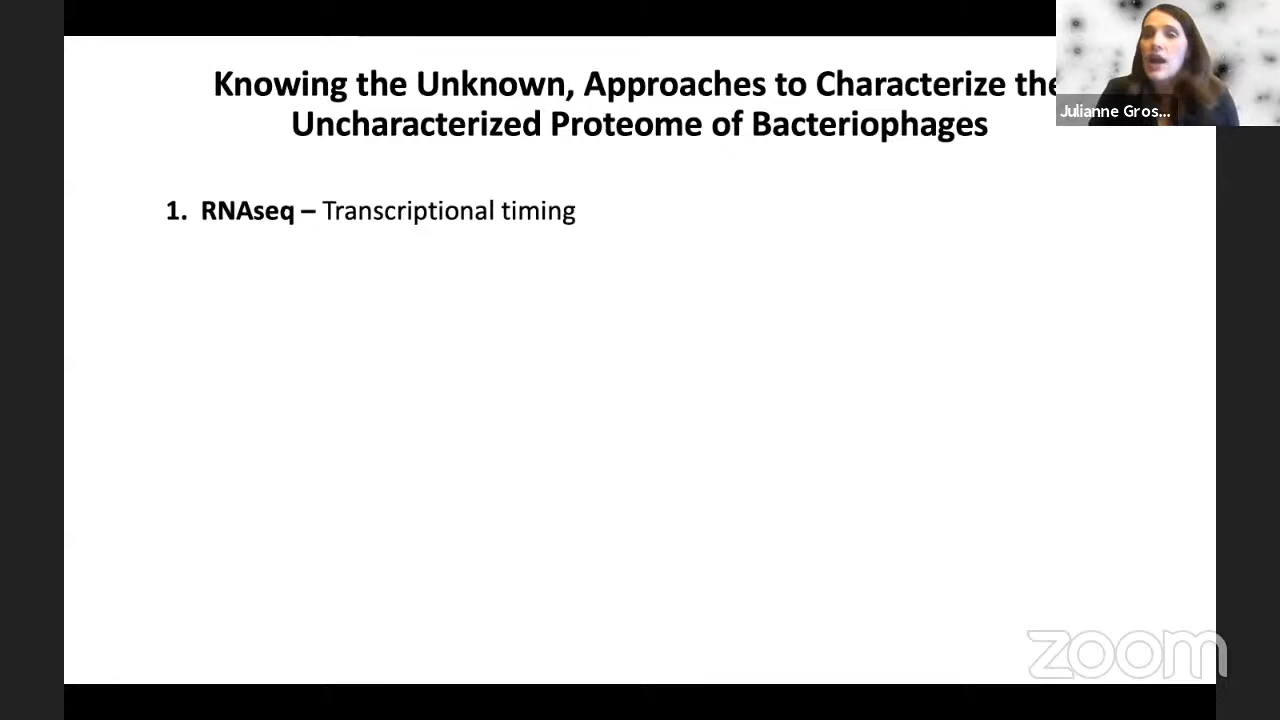 Knowing the Unknown, Approaches to Characterize the
Uncharacterized Proteome of Bacteriophages
Julianne Gros...
1. RNAseq – Transcriptional timing
zoom